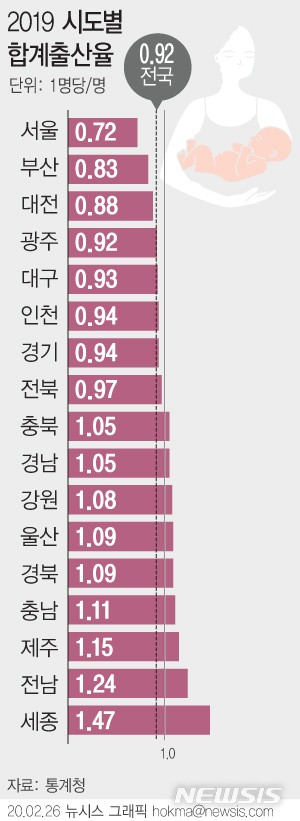 2019 시도별
합계출산율
단위: 1명당/명
0.92
전국
서울 0.72
부산 0.83
대전 0.88
광주 0.92
대구 0.93
인천 0.94
경기 0.94
전북 0.97
충북 1.05
경남 1.05
강원 1.08
울산 1.09
경북 1.09
충남 1.11
제주 1.15
전남 1.24
세종 1.47
1.0
자료: 통계청
NEWSIS
20.02.26 뉴시스 그래픽 hokma@newsis.com